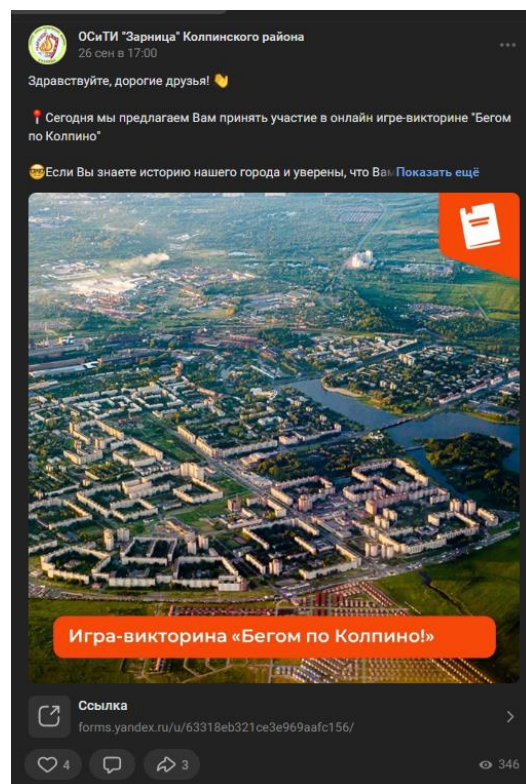 ОСиТИ "Зарница" Колпинского района
26 сен в 17:00
Здравствуйте, дорогие друзья! 👋
📍Сегодня мы предлагаем Вам принять участие в онлайн игре-викторине "Бегом
по Колпино"
🤓Если Вы знаете историю нашего города и уверены, что Вам Показать ещё
Игра-викторина «Бегом по Колпино!»
Ссылка
forms.yandex.ru/u/63318eb321ce3e969aafc156/
4
3
346